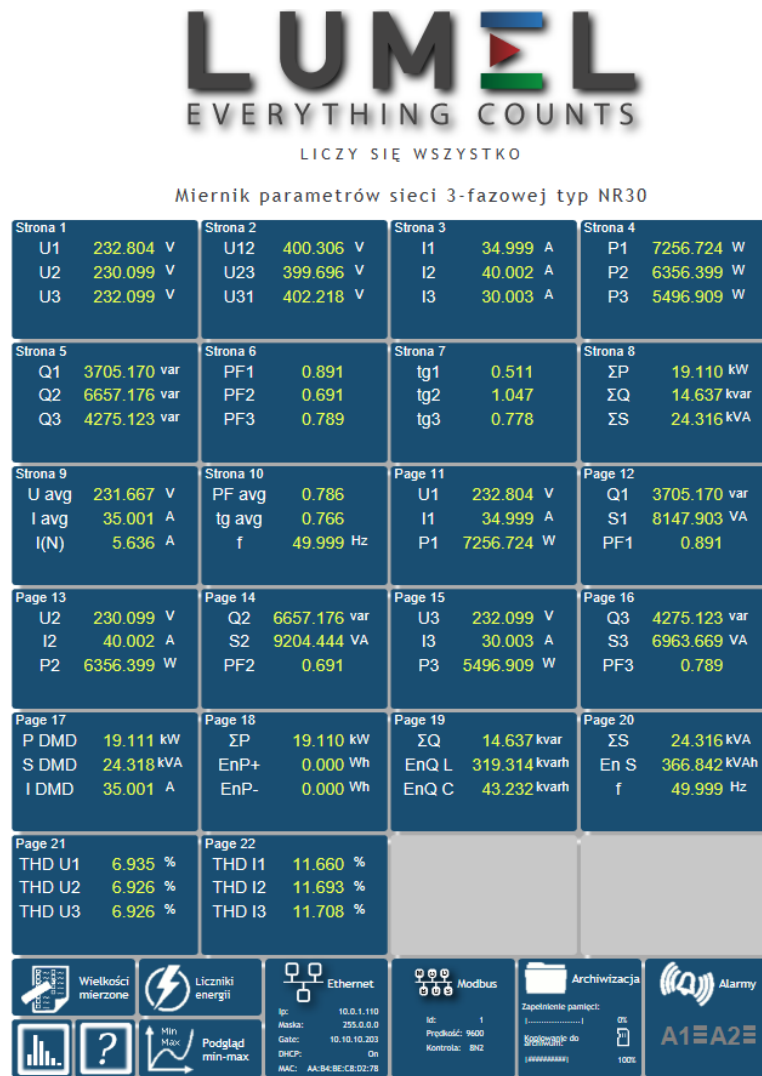 LUMEL
EVERYTHING COUNTS
LICZY SIĘ WSZYSTKO
Miernik parametrów sieci 3-fazowej typ NR30
Strona 1
U1 232.804 V
U2 230.099 V
U3 232.099 V
Strona 2
U12 400.306 V
U23 399.696 V
U31 402.218 V
Strona 3
I1 34.999 A
I2 40.002 A
I3 30.003 A
Strona 4
P1 7256.724 W
P2 6356.399 W
P3 5496.909 W
Strona 5
Q1 3705.170 var
Q2 6657.176 var
Q3 4275.123 var
Strona 6
PF1 0.891
PF2 0.691
PF3 0.789
Strona 7
tg1 0.511
tg2 1.047
tg3 0.778
Strona 8
ΣP 19.110 kW
ΣQ 14.637 kvar
ΣS 24.316 kVA
Strona 9
U avg 231.667 V
I avg 35.001 A
I(N) 5.636 A
Strona 10
PF avg 0.786
tg avg 0.766
f 49.999 Hz
Page 11
U1 232.804 V
I1 34.999 A
P1 7256.724 W
Page 12
Q1 3705.170 var
S1 8147.903 VA
PF1 0.891
Page 13
U2 230.099 V
I2 40.002 A
P2 6356.399 W
Page 14
Q2 6657.176 var
S2 9204.444 VA
PF2 0.691
Page 15
U3 232.099 V
I3 30.003 A
P3 5496.909 W
Page 16
Q3 4275.123 var
S3 6963.669 VA
PF3 0.789
Page 17
P DMD 19.111 kW
S DMD 24.318 kVA
I DMD 35.001 A
Page 18
ΣP 19.110 kW
EnP+ 0.000 Wh
EnP- 0.000 Wh
Page 19
ΣQ 14.637 kvar
EnQ L 319.314 kvarh
EnQ C 43.232 kvarh
Page 20
ΣS 24.316 kVA
En S 366.842 kVAh
f 49.999 Hz
Page 21
THD U1 6.935 %
THD U2 6.926 %
THD U3 6.926 %
Page 22
THD I1 11.660 %
THD I2 11.693 %
THD I3 11.708 %
Wielkości
mierzone
Liczniki
energii
?
Min
Max
Podgląd
min-max
Ethernet
Ip: 10.0.1.110
Maska: 255.0.0.0
Gate: 10.10.10.203
DHCP: On
MAC: AA:B4:BE:C8:D2:78
Modbus
Id: 1
Prędkość: 9600
Kontrola: 8N2
Archiwizacja
Zapełnienie pamięci:
|....................| 0%
Kopiowanie do
archiwum:
|##########| 100%
Alarmy
A1 A2